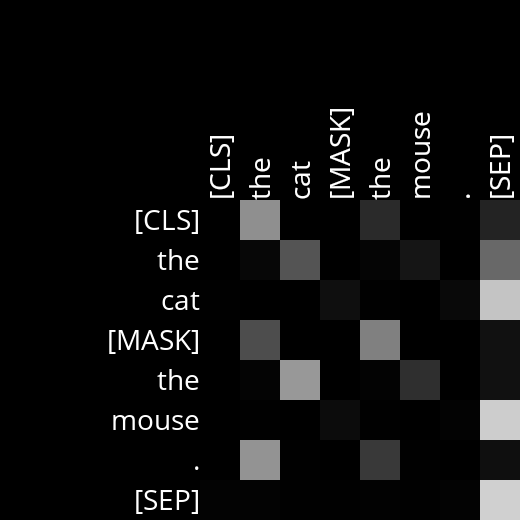 [CLS] the cat [MASK] the mouse . [SEP]
[CLS]
the
cat
[MASK]
the
mouse
.
[SEP]